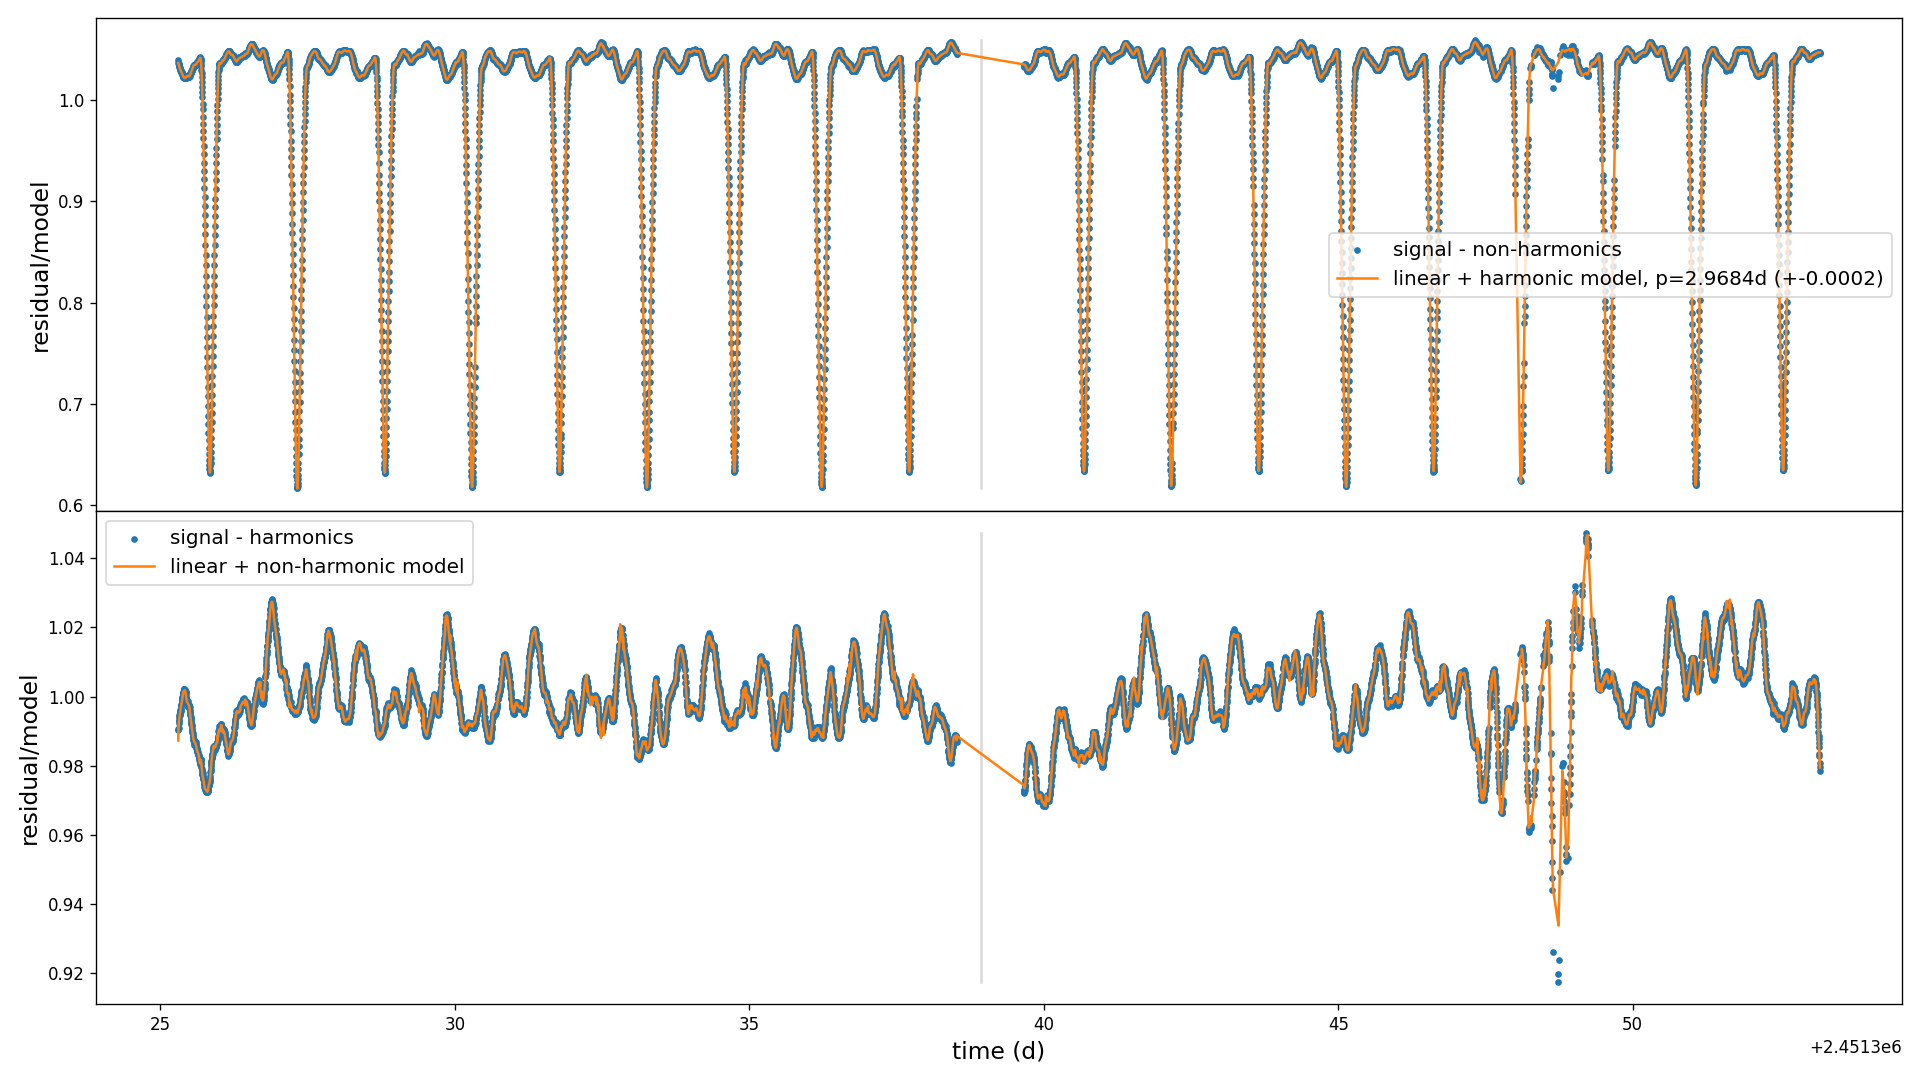 1.0
0.9
0.8
0.7
0.6
residual/model
signal - non-harmonics
linear + harmonic model, p=2.9684d (+-0.0002)
signal - harmonics
linear + non-harmonic model
1.04
1.02
1.00
0.98
0.96
0.94
0.92
residual/model
25 30 35 40 45 50
time (d)
+2.4513e6